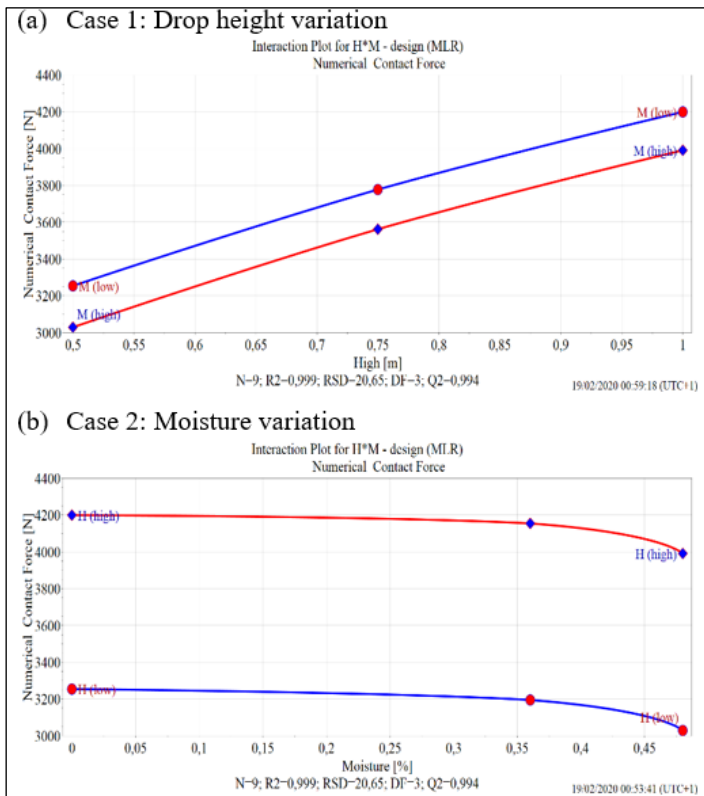 (a) Case 1: Drop height variation
Interaction Plot for H*M - design (MLR)
Numerical Contact Force
Numerical Contact Force [N]
4400
4200
4000
3800
3600
3400
3200
3000
M (low)
M (high)
M (low)
M (high)
0,5 0,55 0,6 0,65 0,7 0,75 0,8 0,85 0,9 0,95 1
High [m]
N=9; R2=0,999; RSD=20,65; DF=3; Q2=0,994
19/02/2020 00:59:18 (UTC+1)
(b) Case 2: Moisture variation
Interaction Plot for H*M - design (MLR)
Numerical Contact Force
Numerical Contact Force [N]
4400
4200
4000
3800
3600
3400
3200
3000
H (high)
H (high)
H (low)
H (low)
0 0,05 0,1 0,15 0,2 0,25 0,3 0,35 0,4 0,45
Moisture [%]
N=9; R2=0,999; RSD=20,65; DF=3; Q2=0,994
19/02/2020 00:53:41 (UTC+1)